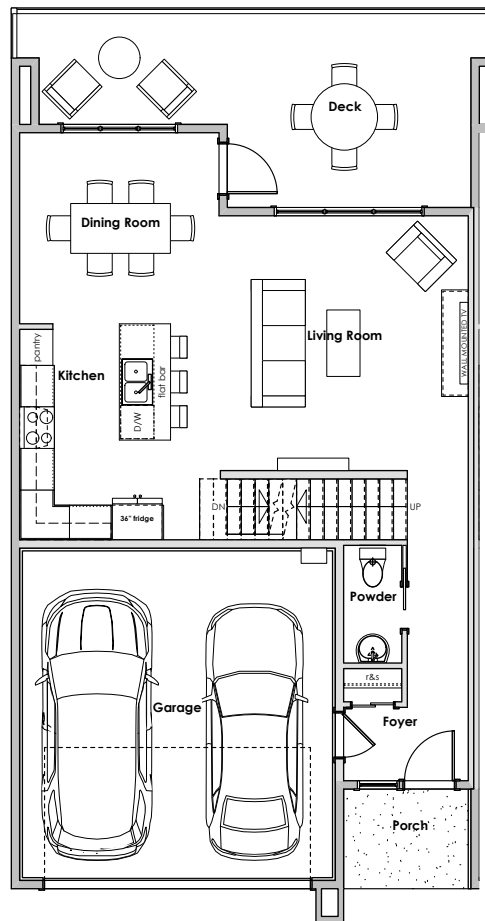 Deck
Dining Room
Living Room
WALL MOUNTED TV
pantry
Kitchen
flat bar
D/W
36" fridge
DN
UP
Powder
r&s
Garage
Foyer
Porch